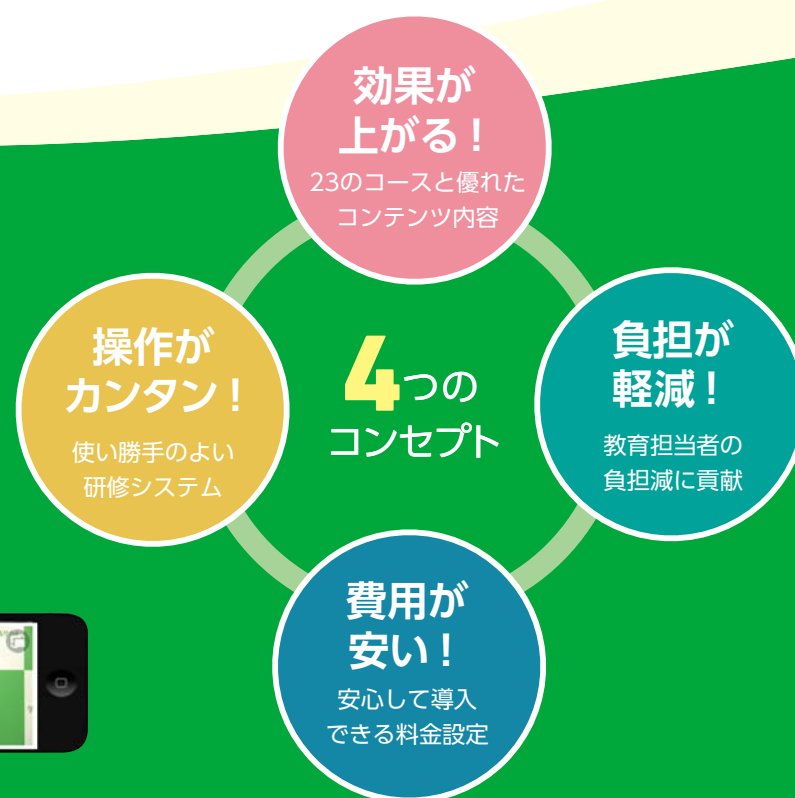 効果が
上がる！
23のコースと優れた
コンテンツ内容
操作が
カンタン！
使い勝手のよい
研修システム
4つの
コンセプト
負担が
軽減！
教育担当者の
負担減に貢献
費用が
安い！
安心して導入
できる料金設定